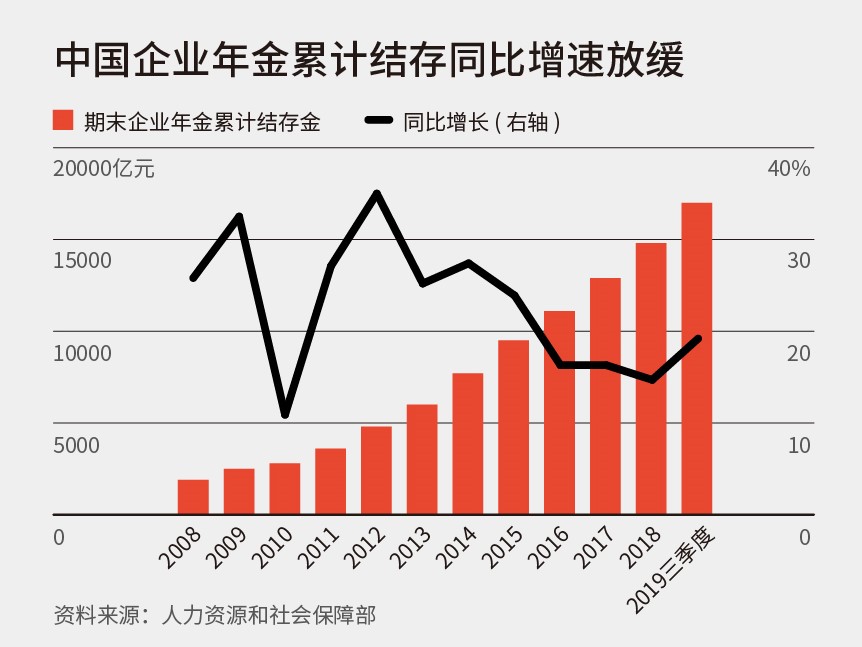 中国企业年金累计结存同比增速放缓
期末企业年金累计结存金 同比增长 ( 右轴 )
20000亿元 40%
15000 30
10000 20
5000 10
0 0
2008 2009 2010 2011 2012 2013 2014 2015 2016 2017 2018 2019三季度
资料来源：人力资源和社会保障部